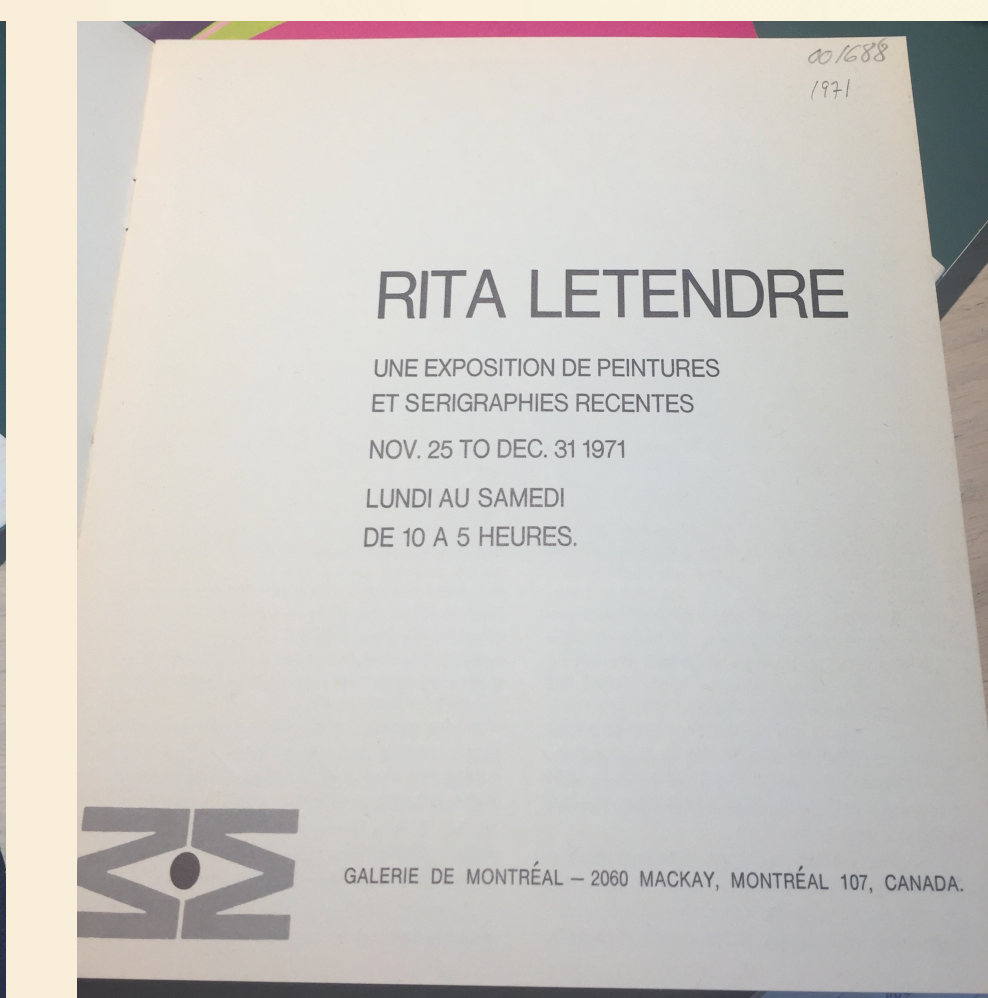 001688
1971
RITA LETENDRE
UNE EXPOSITION DE PEINTURES
ET SERIGRAPHIES RECENTES
NOV. 25 TO DEC. 31 1971
LUNDI AU SAMEDI
DE 10 A 5 HEURES.
GALERIE DE MONTRÉAL – 2060 MACKAY, MONTRÉAL 107, CANADA.